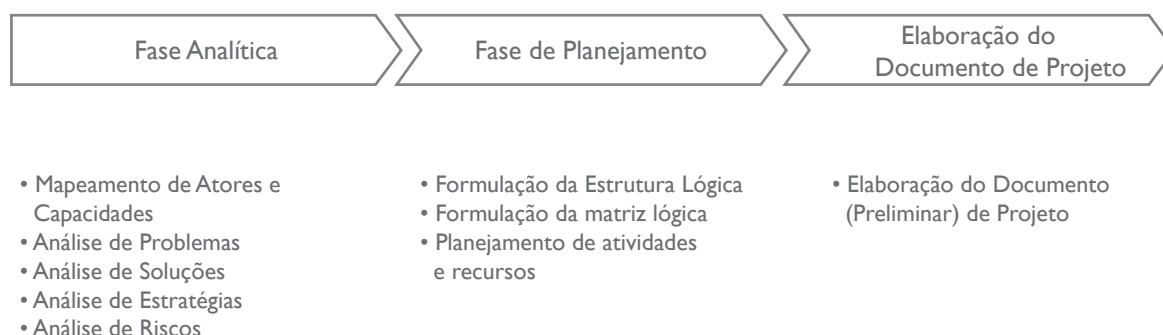 Fase Analítica
Fase de Planejamento
Elaboração do
Documento de Projeto
• Mapeamento de Atores e
Capacidades
• Análise de Problemas
• Análise de Soluções
• Análise de Estratégias
• Análise de Riscos
• Formulação da Estrutura Lógica
• Formulação da matriz lógica
• Planejamento de atividades
e recursos
• Elaboração do Documento
(Preliminar) de Projeto